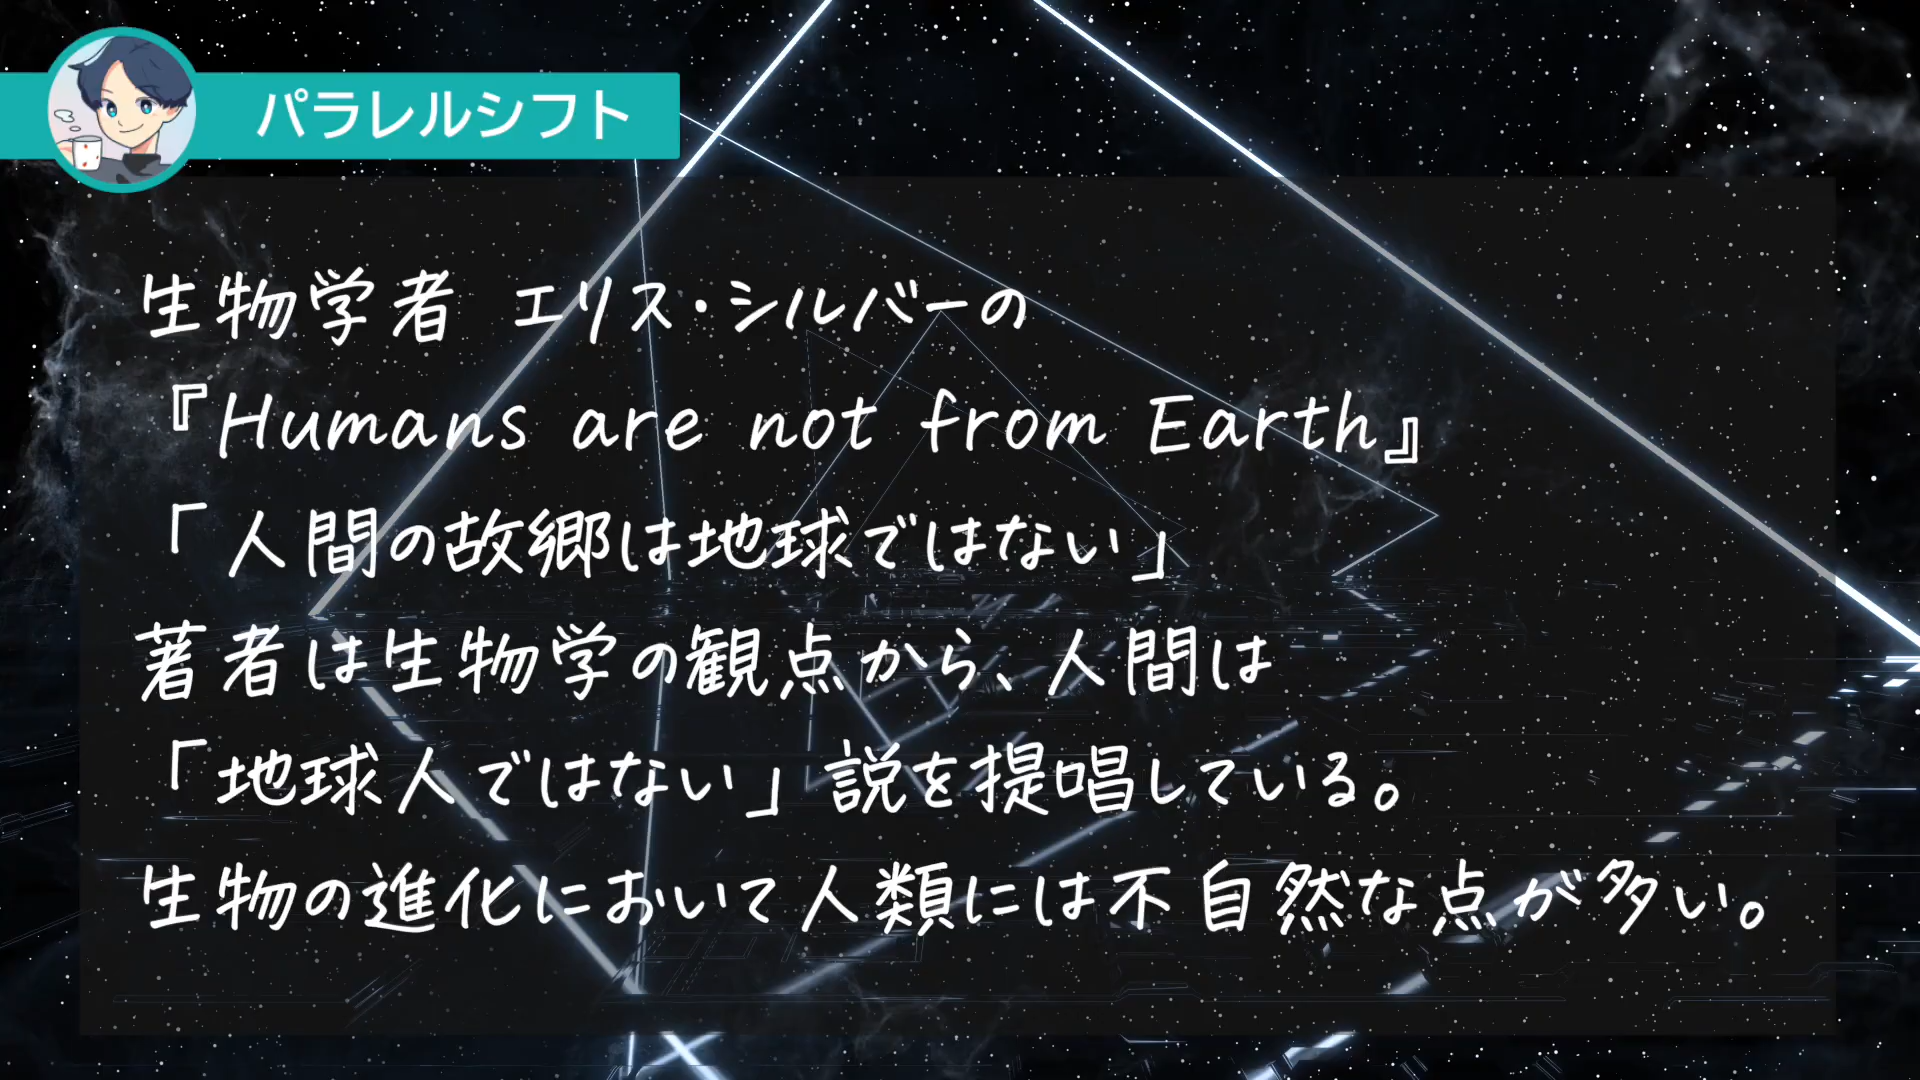 パラレルシフト
生物学者 エリス・シルバーの
『Humans are not from Earth』
「人間の故郷は地球ではない」
著者は生物学の観点から、人間は
「地球人ではない」説を提唱している。
生物の進化において人類には不自然な点が多い。